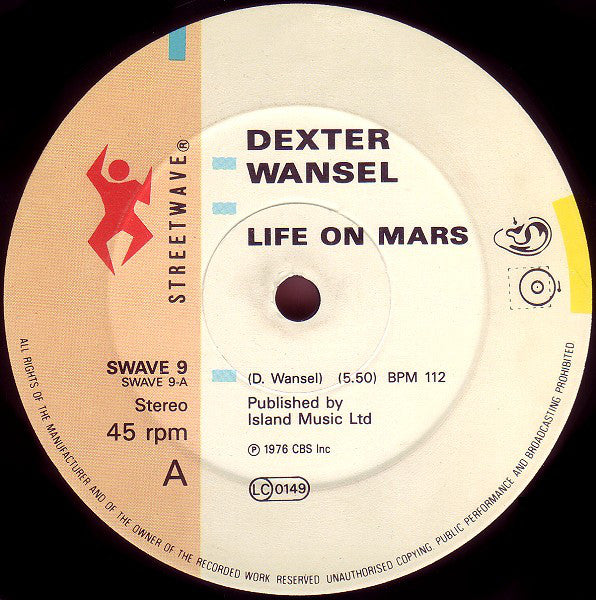 DEXTER
WANSEL
LIFE ON MARS
STREETWAVE®
SWAVE 9
SWAVE 9-A
Stereo
45 rpm
A
(D. Wansel) (5.50) BPM 112
Published by
Island Music Ltd
℗ 1976 CBS Inc
LC 0149
ALL RIGHTS OF THE MANUFACTURER AND OF THE OWNER OF THE RECORDED WORK RESERVED UNAUTHORISED COPYING, PUBLIC PERFORMANCE AND BROADCASTING PROHIBITED